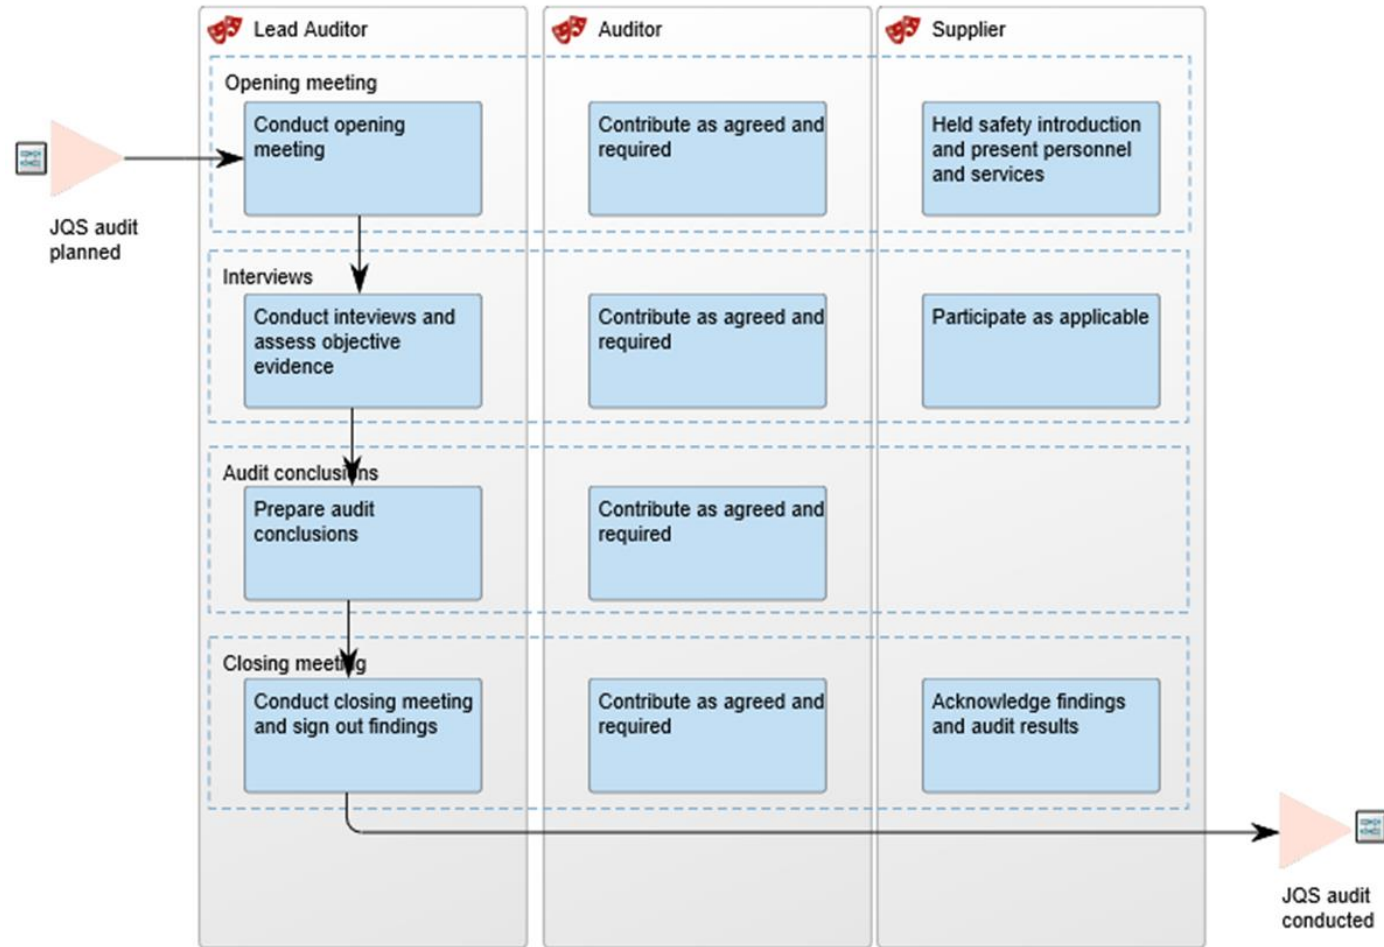 Lead Auditor
Auditor
Supplier
Opening meeting
Conduct opening
meeting
Contribute as agreed and
required
Held safety introduction
and present personnel
and services
JQS audit
planned
Interviews
Conduct inteviews and
assess objective
evidence
Contribute as agreed and
required
Participate as applicable
Audit conclusions
Prepare audit
conclusions
Contribute as agreed and
required
Closing meeting
Conduct closing meeting
and sign out findings
Contribute as agreed and
required
Acknowledge findings
and audit results
JQS audit
conducted